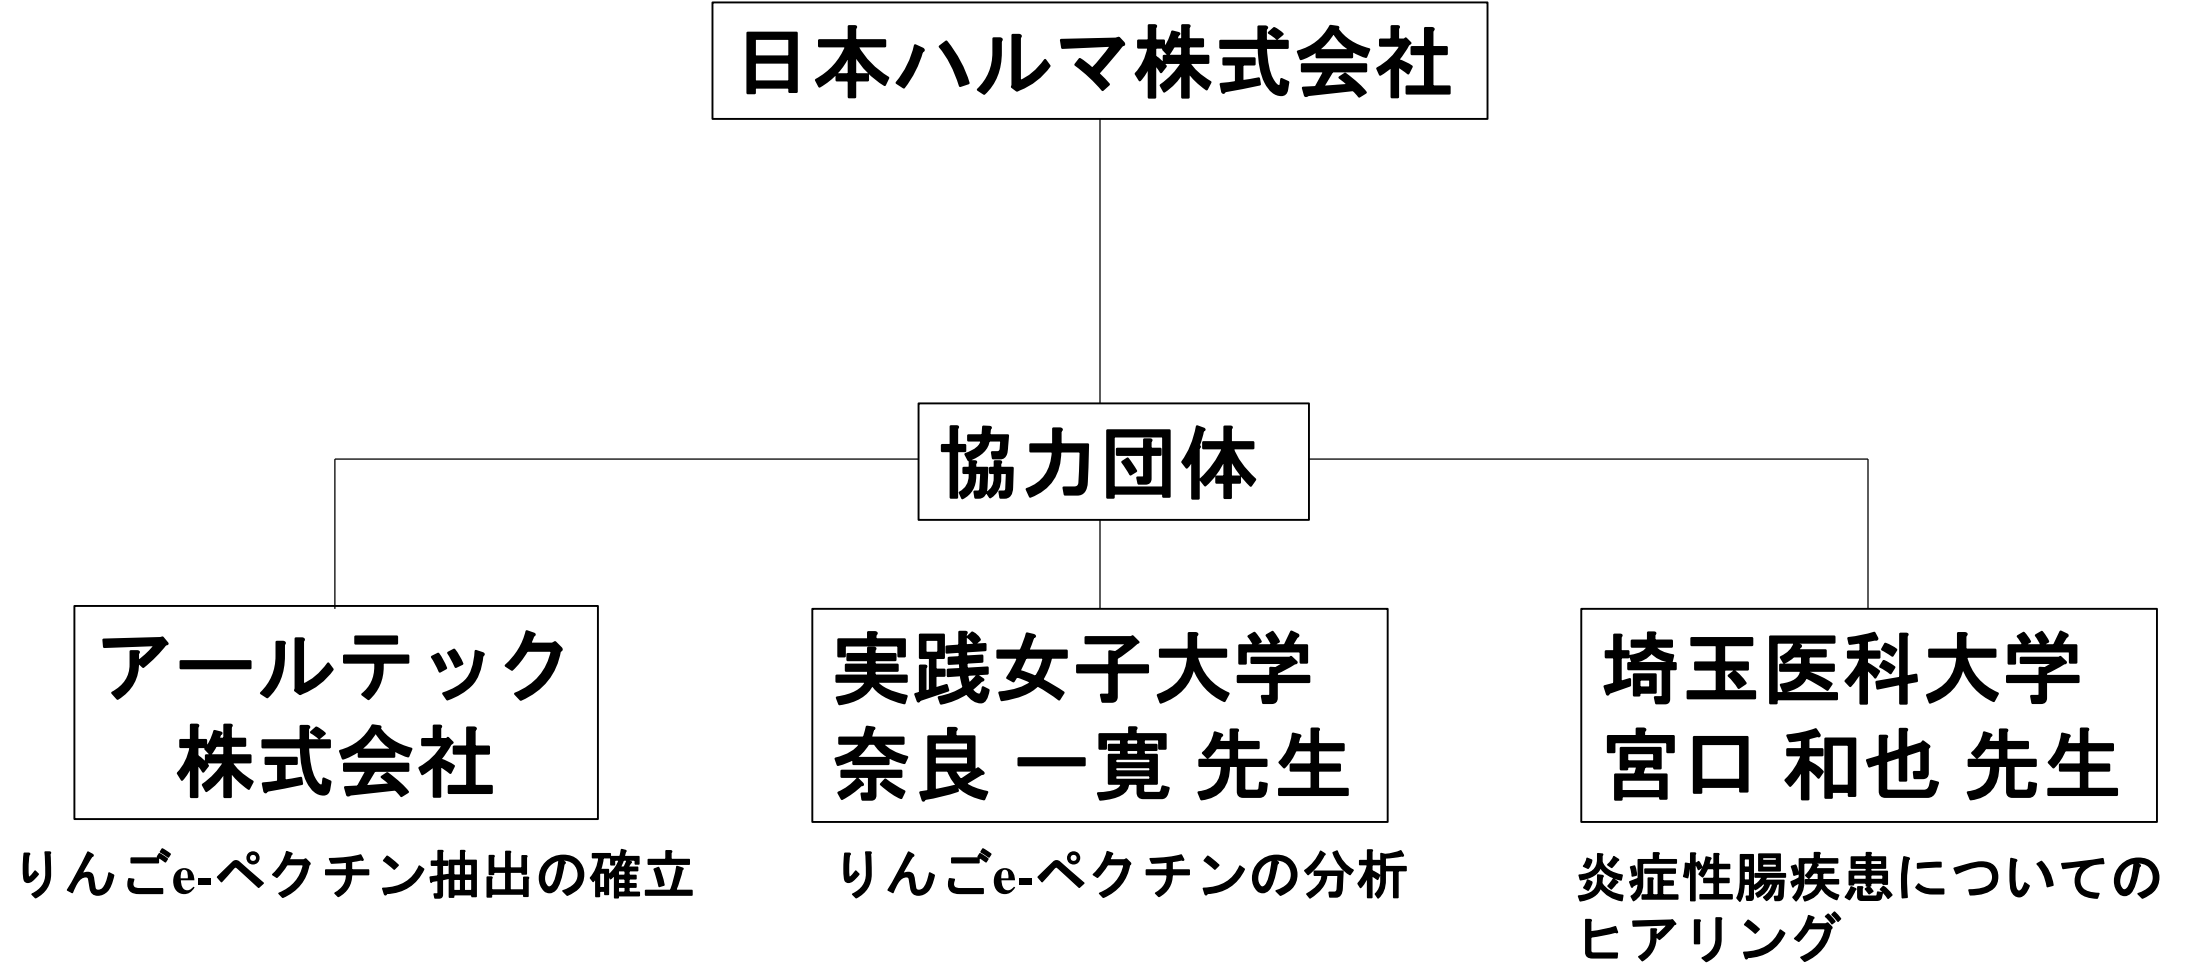 日本ハルマ株式会社
協力団体
アールテック
株式会社
りんごe-ペクチン抽出の確立
実践女子大学
奈良 一寛 先生
りんごe-ペクチンの分析
埼玉医科大学
宮口 和也 先生
炎症性腸疾患についての
ヒアリング